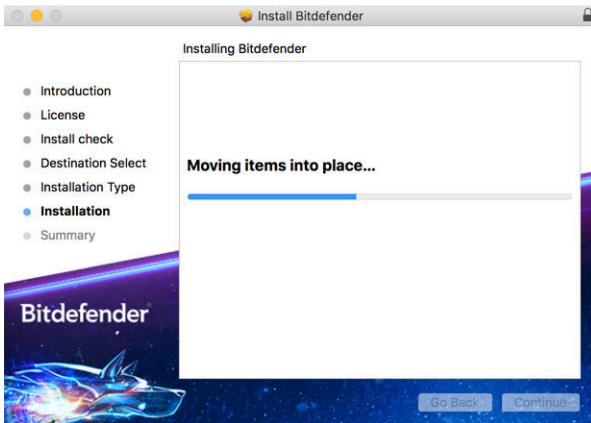 Install Bitdefender
Installing Bitdefender
Introduction
License
Install check
Destination Select
Installation Type
Installation
Summary
Moving items into place...
Bitdefender
Go Back
Continue